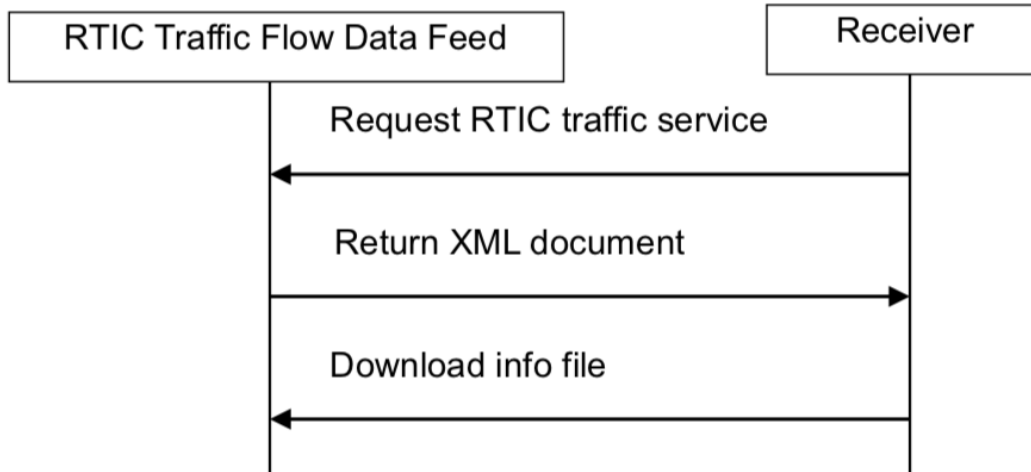 RTIC Traffic Flow Data Feed
Receiver
Request RTIC traffic service
Return XML document
Download info file